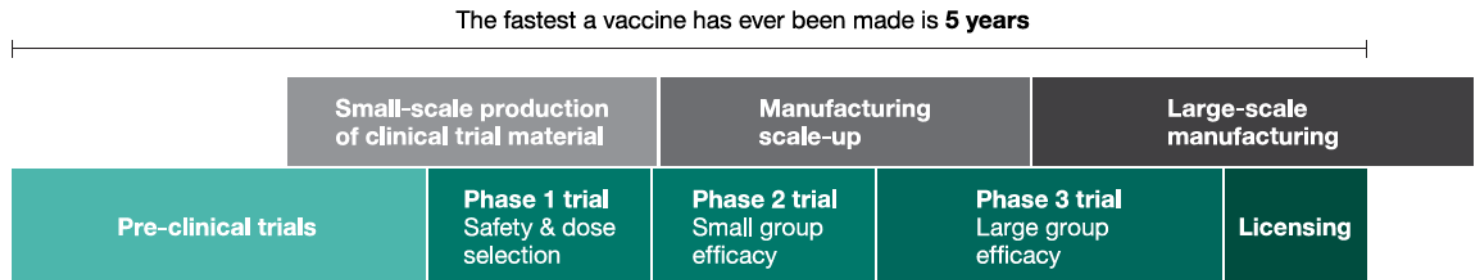 The fastest a vaccine has ever been made is 5 years
Small-scale production
of clinical trial material
Manufacturing
scale-up
Large-scale
manufacturing
Pre-clinical trials
Phase 1 trial
Safety & dose
selection
Phase 2 trial
Small group
efficacy
Phase 3 trial
Large group
efficacy
Licensing